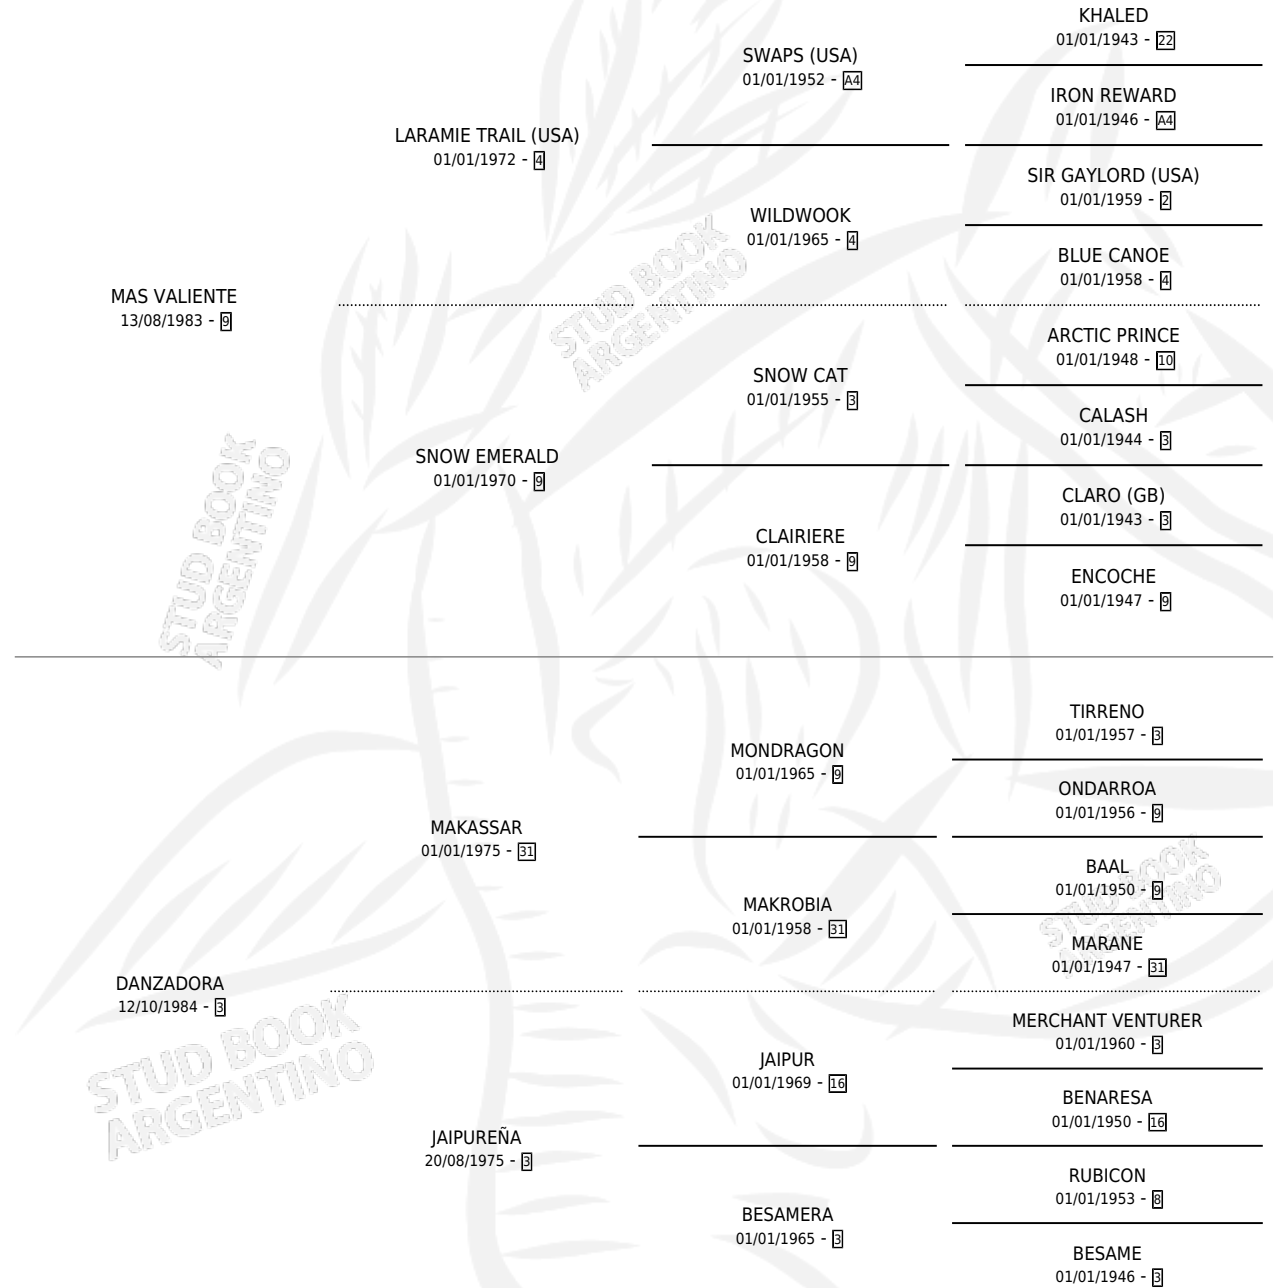 KHALED
01/01/1943 - 22
SWAPS (USA)
01/01/1952 - A4
IRON REWARD
01/01/1946 - A4
LARAMIE TRAIL (USA)
01/01/1972 - 4
SIR GAYLORD (USA)
01/01/1959 - 2
WILDWOOK
01/01/1965 - 4
BLUE CANOE
01/01/1958 - 4
MAS VALIENTE
13/08/1983 - 9
ARCTIC PRINCE
01/01/1948 - 10
SNOW CAT
01/01/1955 - 3
CALASH
01/01/1944 - 3
SNOW EMERALD
01/01/1970 - 9
CLARO (GB)
01/01/1943 - 3
CLAIRIERE
01/01/1958 - 9
ENCOCHE
01/01/1947 - 9
TIRRENO
01/01/1957 - 3
MONDRAGON
01/01/1965 - 9
ONDARROA
01/01/1956 - 9
MAKASSAR
01/01/1975 - 31
BAAL
01/01/1950 - 9
MAKROBIA
01/01/1958 - 31
MARANE
01/01/1947 - 31
DANZADORA
12/10/1984 - 3
MERCHANT VENTURER
01/01/1960 - 3
JAIPUR
01/01/1969 - 16
BENARESA
01/01/1950 - 16
JAIPUREÑA
20/08/1975 - 3
RUBICON
01/01/1953 - 8
BESAMERA
01/01/1965 - 3
BESAME
01/01/1946 - 3
STUD BOOK
ARGENTINO
STUD BOOK
ARGENTINO
STUD BOOK
ARGENTINO
STUD BOOK
ARGENTINO